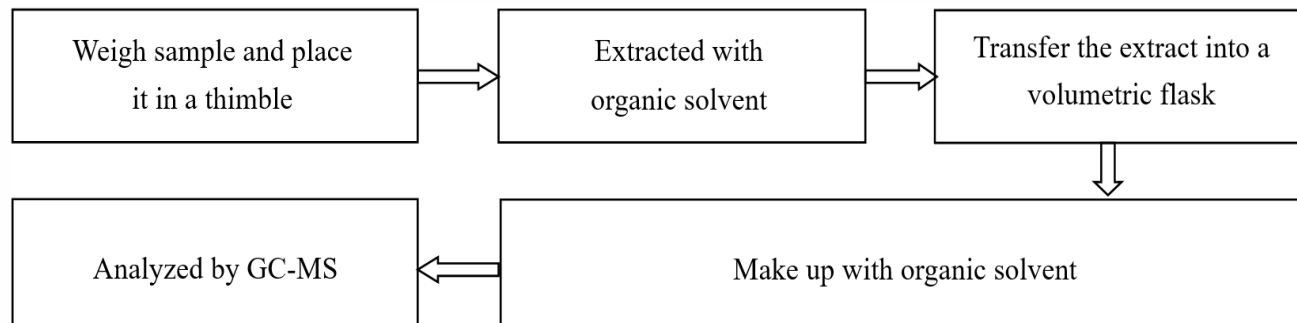 Weigh sample and place
it in a thimble
Extracted with
organic solvent
Transfer the extract into a
volumetric flask
Analyzed by GC-MS
Make up with organic solvent